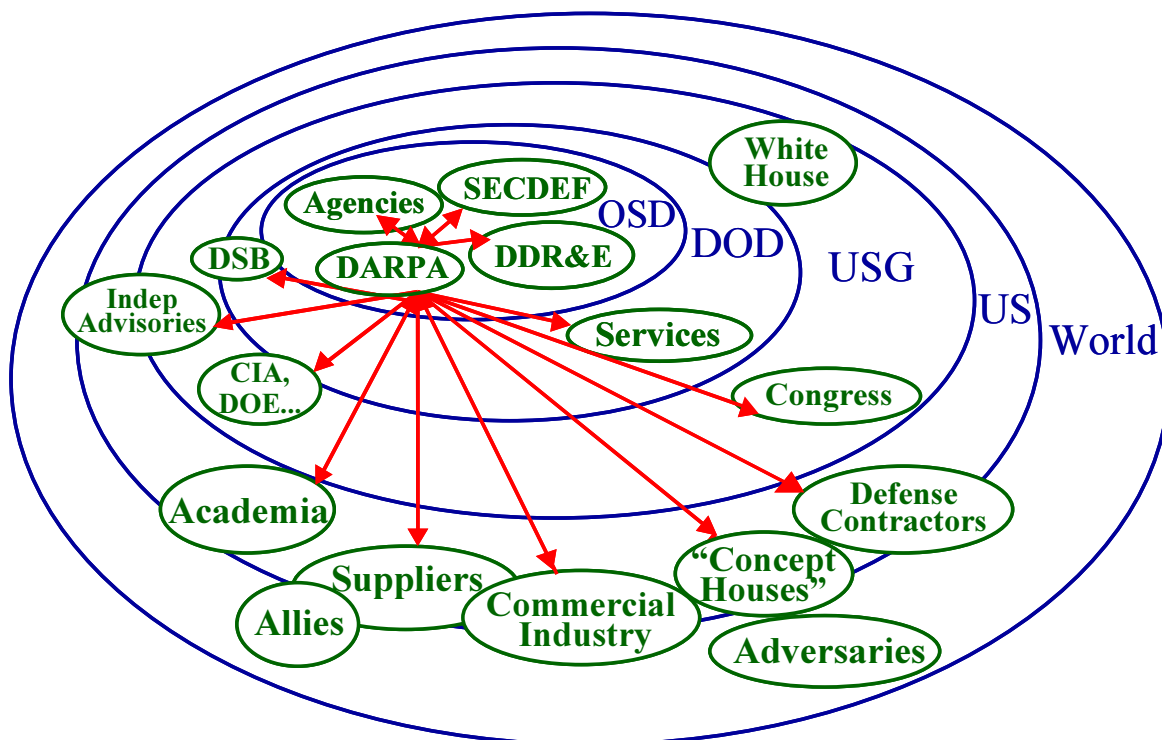 White
House
SECDEF
Agencies
OSD
DOD
DSB
DARPA
DDR&E
USG
US
World
Indep
Advisories
Services
CIA,
DOE...
Congress
Academia
Defense
Contractors
Suppliers
“Concept
Houses”
Commercial
Industry
Allies
Adversaries